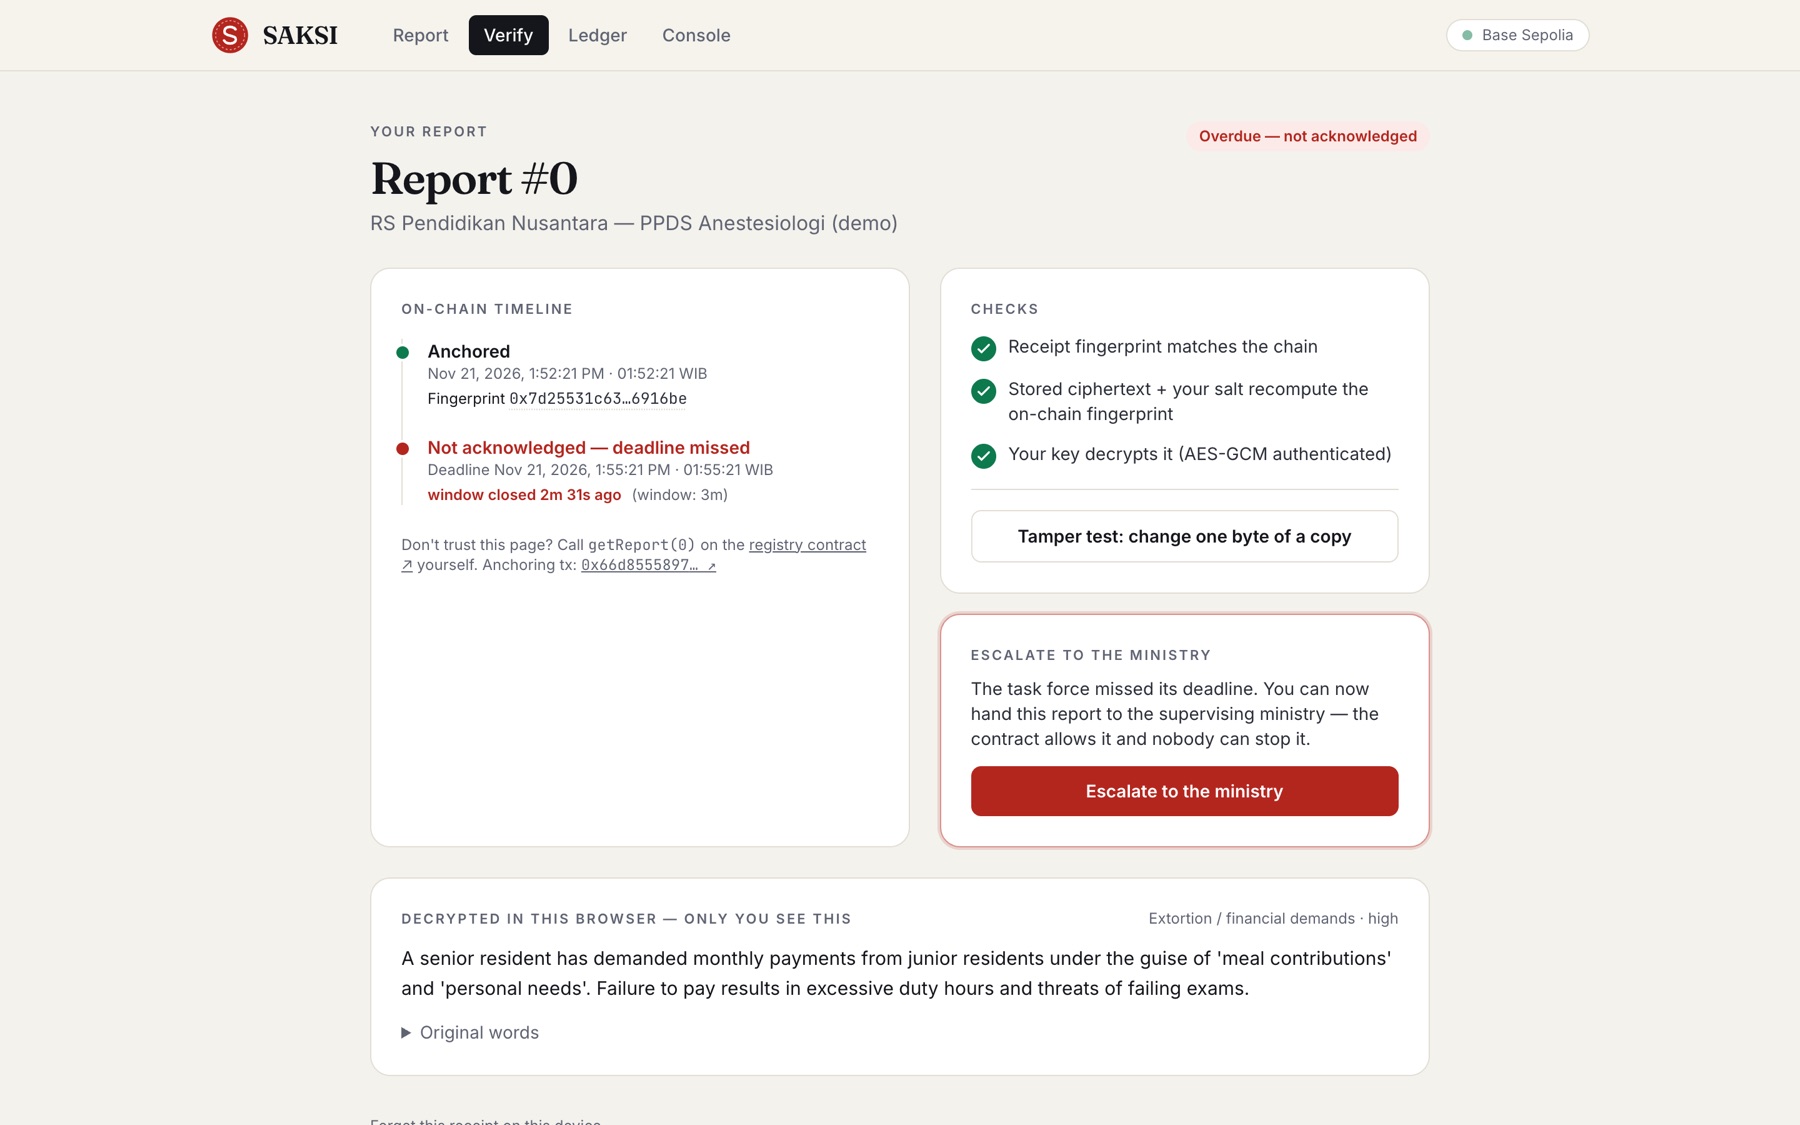 S SAKSI Report Verify Ledger Console Base Sepolia
YOUR REPORT
Overdue — not acknowledged
Report #0
RS Pendidikan Nusantara — PPDS Anestesiologi (demo)
ON-CHAIN TIMELINE
Anchored
Nov 21, 2026, 1:52:21 PM · 01:52:21 WIB
Fingerprint 0x7d25531c63…6916be
Not acknowledged — deadline missed
Deadline Nov 21, 2026, 1:55:21 PM · 01:55:21 WIB
window closed 2m 31s ago (window: 3m)
Don't trust this page? Call getReport(0) on the registry contract
↗ yourself. Anchoring tx: 0x66d8555897… ↗
CHECKS
Receipt fingerprint matches the chain
Stored ciphertext + your salt recompute the
on-chain fingerprint
Your key decrypts it (AES-GCM authenticated)
Tamper test: change one byte of a copy
ESCALATE TO THE MINISTRY
The task force missed its deadline. You can now
hand this report to the supervising ministry — the
contract allows it and nobody can stop it.
Escalate to the ministry
DECRYPTED IN THIS BROWSER — ONLY YOU SEE THIS
Extortion / financial demands · high
A senior resident has demanded monthly payments from junior residents under the guise of 'meal contributions'
and 'personal needs'. Failure to pay results in excessive duty hours and threats of failing exams.
▶ Original words
Forget this receipt on this device